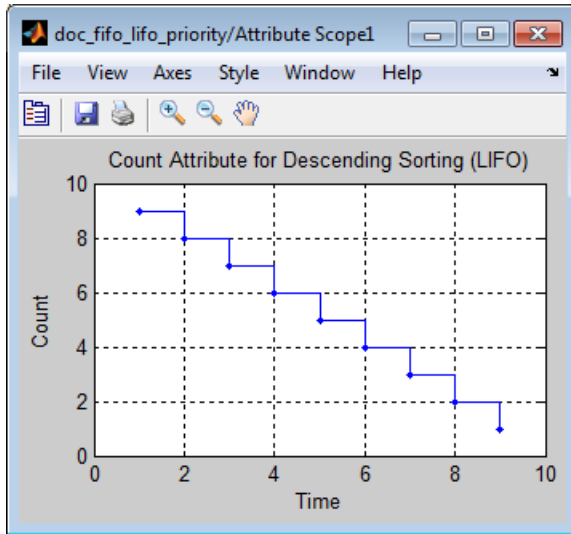 doc_fifo_lifo_priority/Attribute Scope1
File View Axes Style Window Help
Count Attribute for Descending Sorting (LIFO)
10
8
6
4
2
0
Count
0 2 4 6 8 10
Time